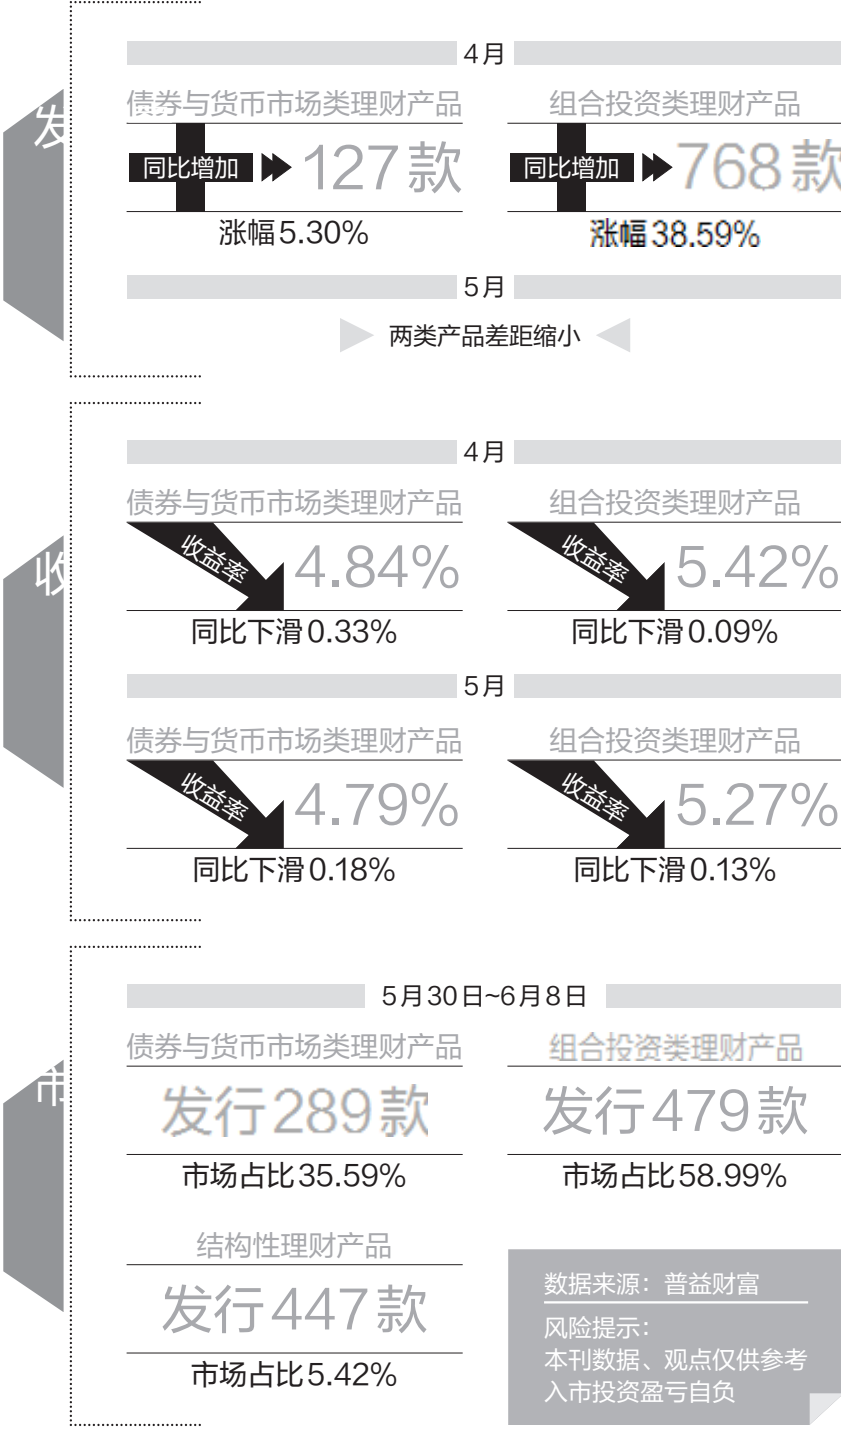 发
4月
债券与货币市场类理财产品
同比增加 127款
涨幅5.30%
组合投资类理财产品
同比增加 768款
涨幅38.59%
5月
两类产品差距缩小
收
4月
债券与货币市场类理财产品
收益率 4.84%
同比下滑0.33%
组合投资类理财产品
收益率 5.42%
同比下滑0.09%
5月
债券与货币市场类理财产品
收益率 4.79%
同比下滑0.18%
组合投资类理财产品
收益率 5.27%
同比下滑0.13%
市
5月30日~6月8日
债券与货币市场类理财产品
发行289款
市场占比35.59%
组合投资类理财产品
发行479款
市场占比58.99%
结构性理财产品
发行447款
市场占比5.42%
数据来源：普益财富
风险提示：
本刊数据、观点仅供参考
入市投资盈亏自负